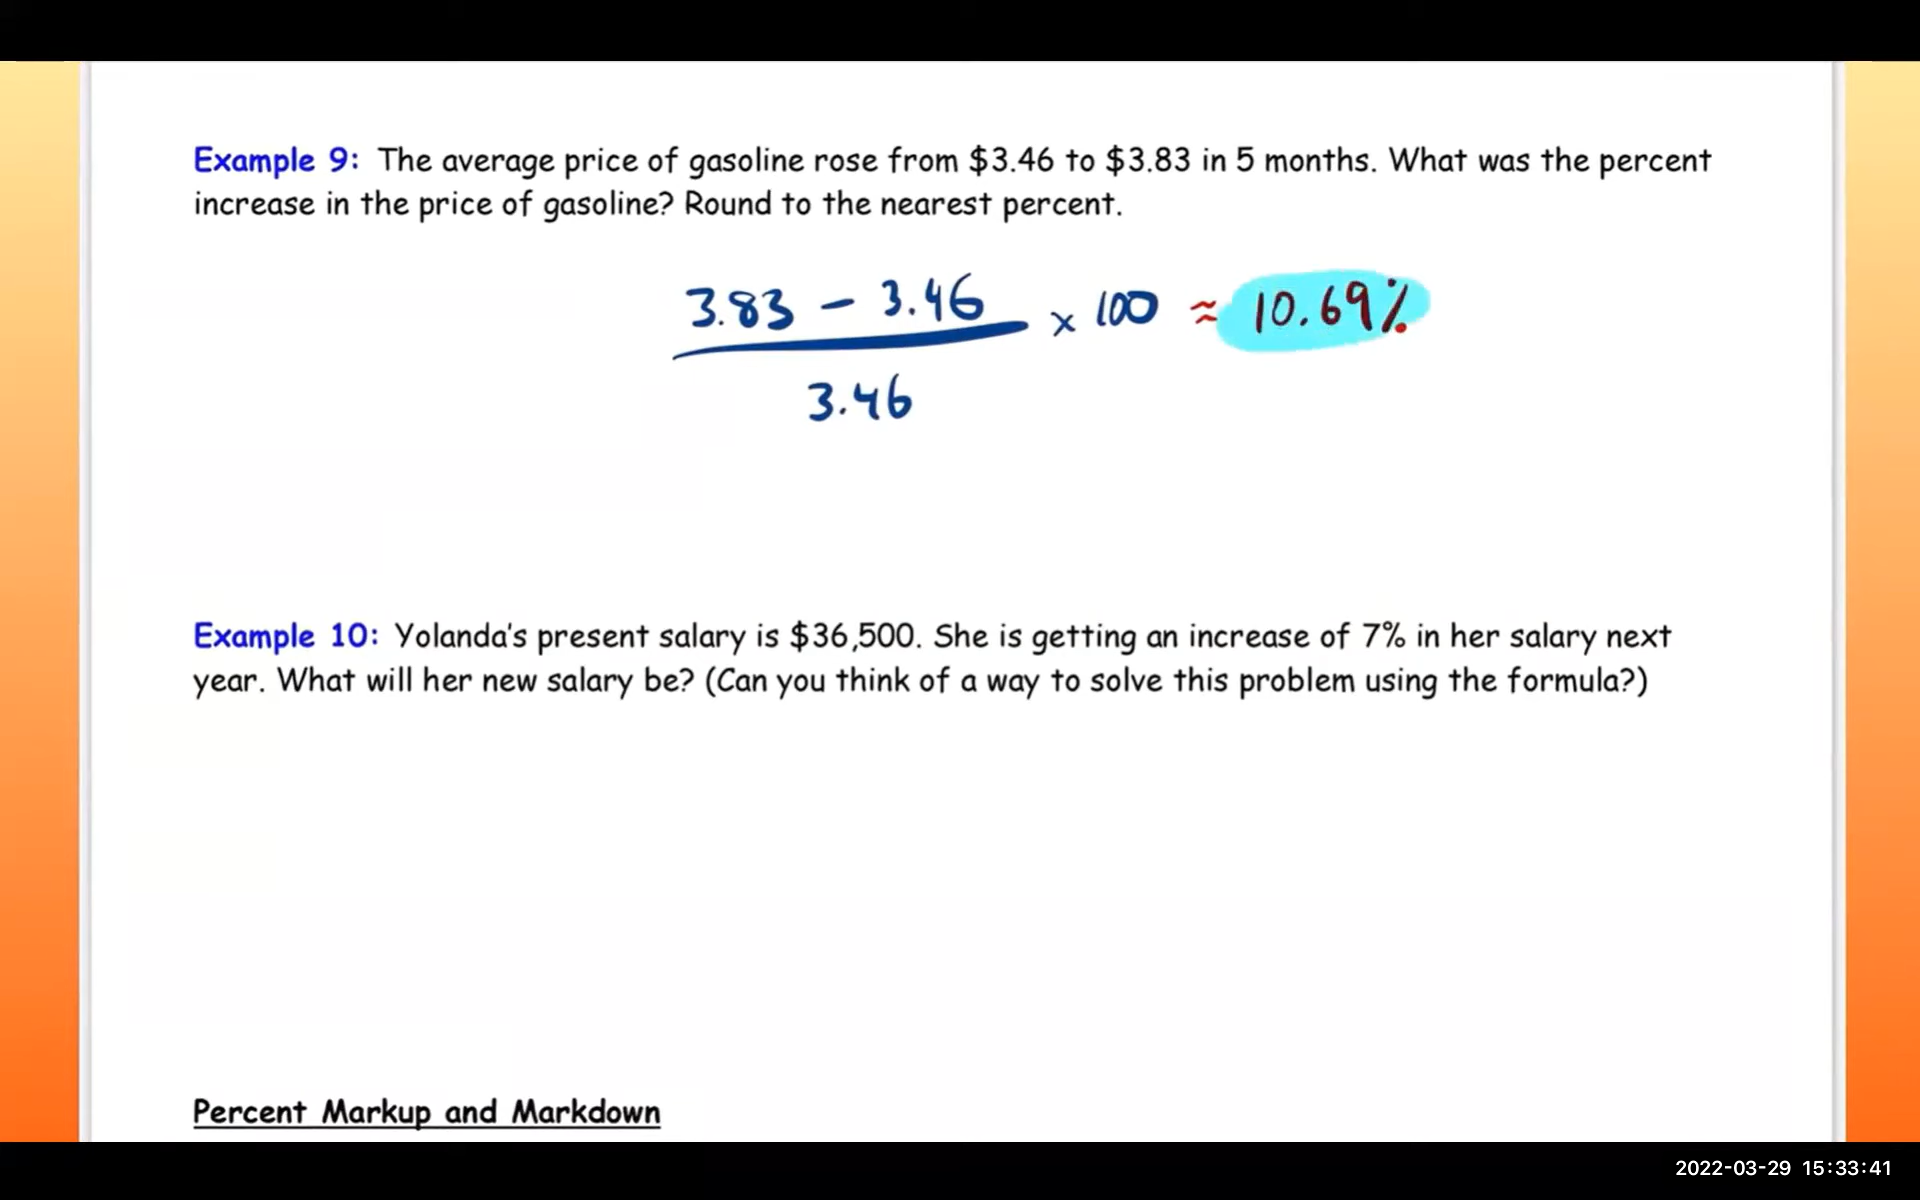 Example 9: The average price of gasoline rose from $3.46 to $3.83 in 5 months. What was the percent
increase in the price of gasoline? Round to the nearest percent.
3.83 - 3.46
x 100 ≈ 10.69%
3.46
Example 10: Yolanda's present salary is $36,500. She is getting an increase of 7% in her salary next
year. What will her new salary be? (Can you think of a way to solve this problem using the formula?)
Percent Markup and Markdown
2022-03-29 15:33:41